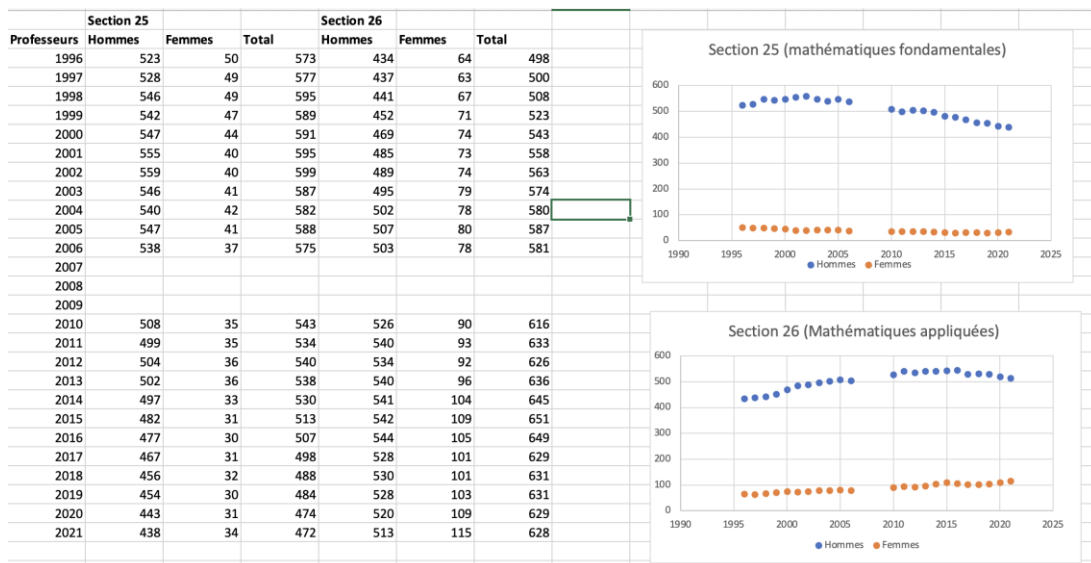 Section 25 Section 26
Professeurs Hommes Femmes Total Hommes Femmes Total
1996 523 50 573 434 64 498
1997 528 49 577 437 63 500
1998 546 49 595 441 67 508
1999 542 47 589 452 71 523
2000 547 44 591 469 74 543
2001 555 40 595 485 73 558
2002 559 40 599 489 74 563
2003 546 41 587 495 79 574
2004 540 42 582 502 78 580
2005 547 41 588 507 80 587
2006 538 37 575 503 78 581
2007
2008
2009
2010 508 35 543 526 90 616
2011 499 35 534 540 93 633
2012 504 36 540 534 92 626
2013 502 36 538 540 96 636
2014 497 33 530 541 104 645
2015 482 31 513 542 109 651
2016 477 30 507 544 105 649
2017 467 31 498 528 101 629
2018 456 32 488 530 101 631
2019 454 30 484 528 103 631
2020 443 31 474 520 109 629
2021 438 34 472 513 115 628
Section 25 (mathématiques fondamentales)
600
500
400
300
200
100
0
1990 1995 2000 2005 2010 2015 2020 2025
Hommes Femmes
Section 26 (Mathématiques appliquées)
600
500
400
300
200
100
0
1990 1995 2000 2005 2010 2015 2020 2025
Hommes Femmes